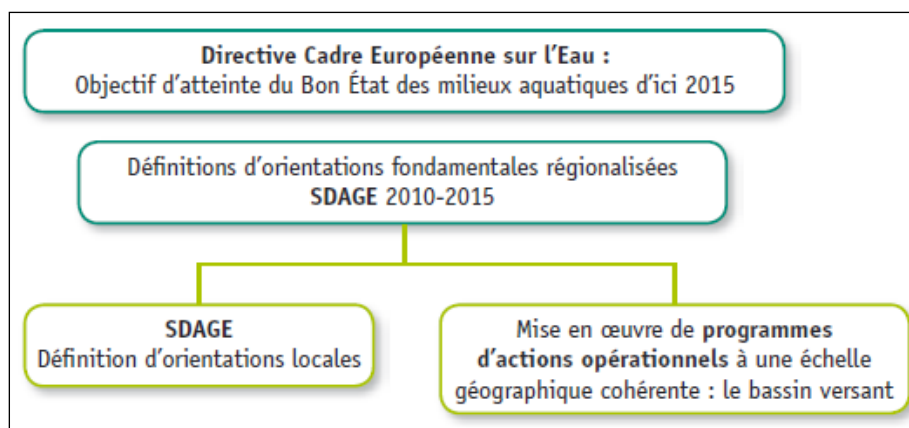 Directive Cadre Européenne sur l'Eau :
Objectif d'atteinte du Bon État des milieux aquatiques d'ici 2015
Définitions d'orientations fondamentales régionalisées
SDAGE 2010-2015
SDAGE
Définition d'orientations locales
Mise en œuvre de programmes
d'actions opérationnels à une échelle
géographique cohérente : le bassin versant